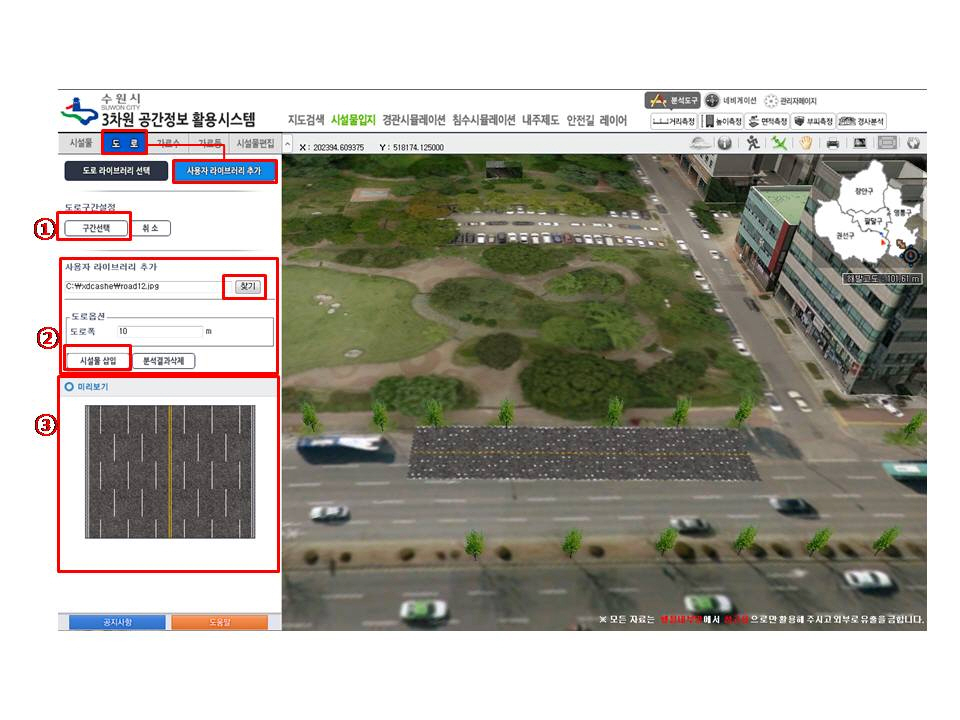 수원시
SUWON CITY
3차원 공간정보 활용시스템
지도검색 시설물입지 경관시뮬레이션 침수시뮬레이션 내주제도 안전길 레이어
분석도구 네비게이션 관리자페이지
거리측정 높이측정 면적측정 부피측정 경사분석
시설물 도 로 가로수 가로등 시설물편집
X : 202394.609375 Y : 518174.125000
도로 라이브러리 선택 사용자 라이브러리 추가
도로구간설정
① 구간선택 취 소
사용자 라이브러리 추가
C:\xdcashe\road12.jpg 찾기
도로옵션
② 도로폭 10 m
시설물 삽입 분석결과삭제
미리보기
③
장안구
영통구
팔달구
권선구
해발고도 : 101.61 m
공지사항 도움말
※ 모든 자료는 에서 으로만 활용해 주시고 외부로 유출을 금합니다.